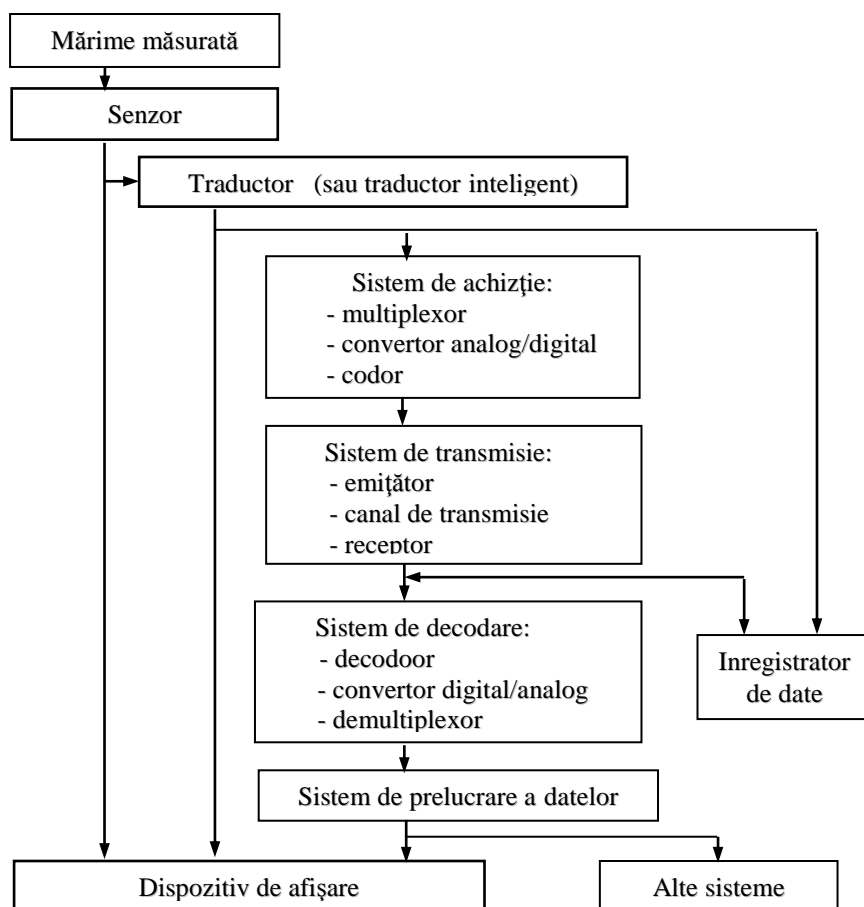 Mărime măsurată
Senzor
Traductor (sau traductor inteligent)
Sistem de achizţie:
- multiplexor
- convertor analog/digital
- codor
Sistem de transmisie:
- emiţător
- canal de transmisie
- receptor
Sistem de decodare:
- decodoor
- convertor digital/analog
- demultiplexor
Inregistrator
de date
Sistem de prelucrare a datelor
Dispozitiv de afişare
Alte sisteme